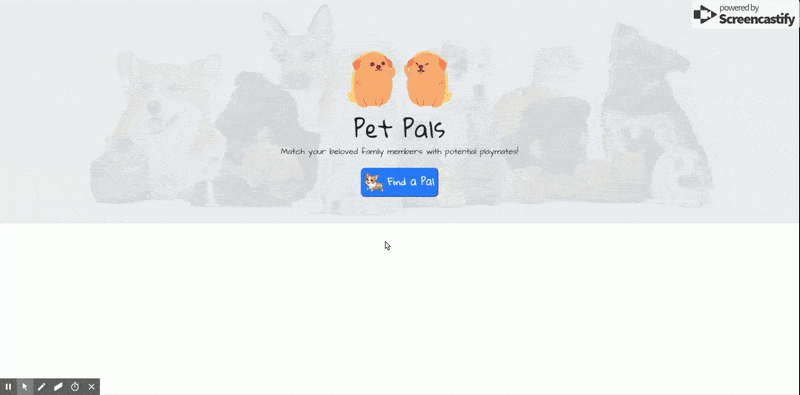 powered by
Screencastify
Pet Pals
Match your beloved family members with potential playmates!
Find a Pal